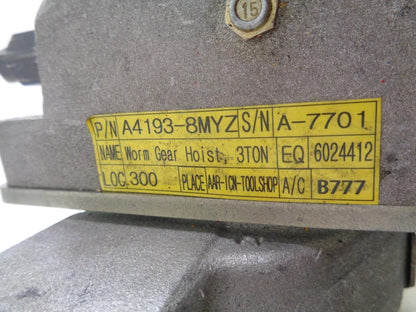 15
P/N A4193-8MYZ S/N A-7701
NAME Worm Gear Hoist, 3TON EQ 6024412
LOC. 300 PLACE AAR-ICN-TOOLSHOP A/C B777